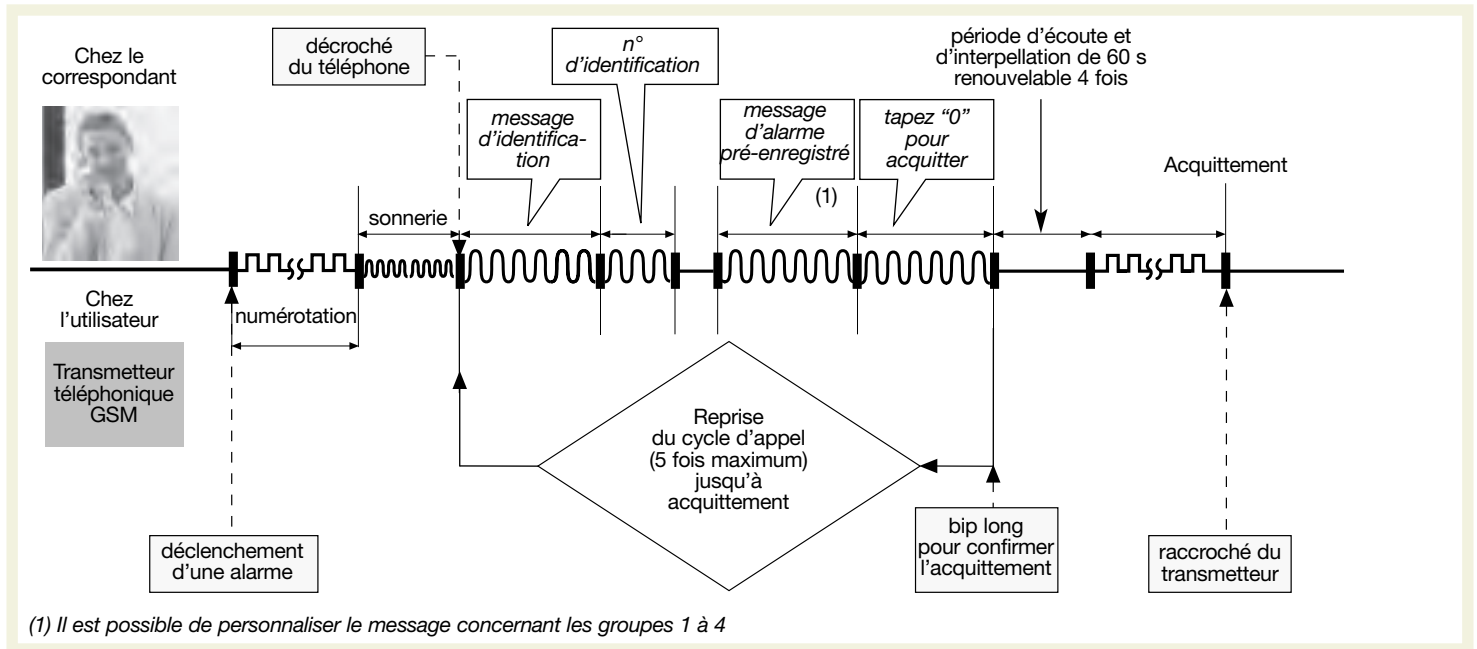 Chez le
correspondant
décroché
du téléphone
n°
d'identification
période d'écoute et
d'interpellation de 60 s
renouvelable 4 fois
message
d'identifica-
tion
message
d'alarme
pré-enregistré
(1)
tapez “0”
pour
acquitter
Acquittement
sonnerie
Chez
l'utilisateur
numérotation
Transmetteur
téléphonique
GSM
Reprise
du cycle d'appel
(5 fois maximum)
jusqu'à
acquittement
déclenchement
d'une alarme
bip long
pour confirmer
l'acquittement
raccroché du
transmetteur
(1) Il est possible de personnaliser le message concernant les groupes 1 à 4